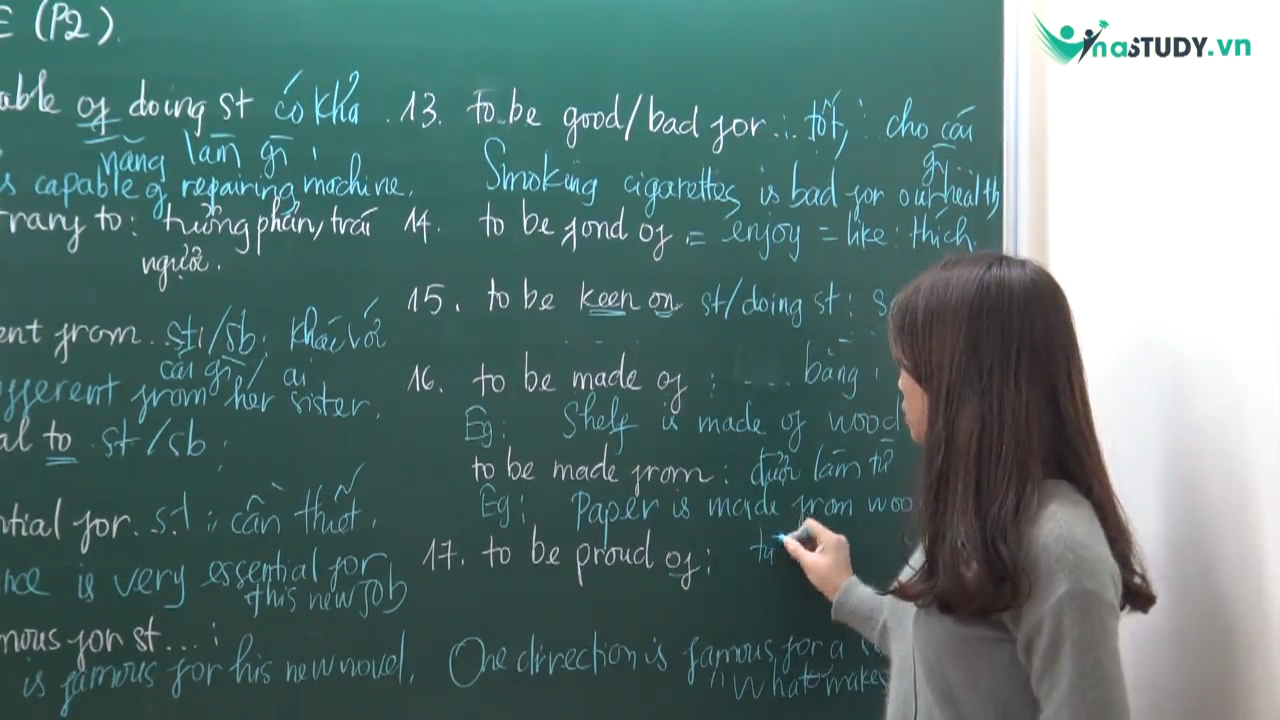 E (P2).
able of doing st có khả
năng làm gì
is capable of repairing machine.
trary to: tương phản, trái
ngược.
ent from st/sb. khác với
cái gì/ ai
ifferent from her sister.
al to st/sb
ntial for st: cần thiết.
nce is very essential for
this new job
mous for st...:
is famous for his new novel. One direction is famous for a s
"What makes
13. to be good/bad for... tốt, cho cái
gì
Smoking cigarettes is bad for our health,
14. to be fond of = enjoy = like: thích
15. to be keen on st/doing st: s
16. to be made of: ... bằng
Eg: Shelf is made of wood
to be made from: được làm từ
Eg: Paper is made from woo
17. to be proud of: tự
VinaSTUDY.vn